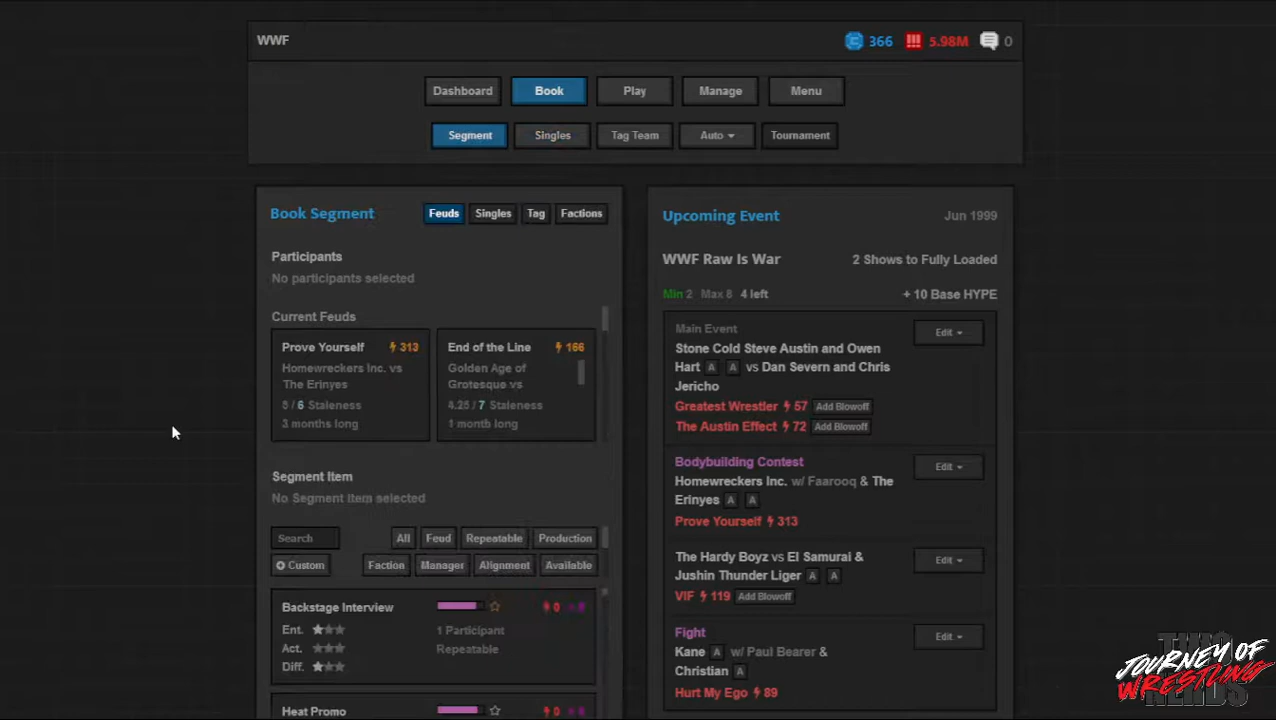 WWF
366 5.98M 0
Dashboard Book Play Manage Menu
Segment Singles Tag Team Auto Tournament
Book Segment Feuds Singles Tag Factions
Participants
No participants selected
Current Feuds
Prove Yourself 313
Homewreckers Inc. vs
The Erinyes
5 / 6 Staleness
3 months long
End of the Line 166
Golden Age of
Grotesque vs
4.25 / 7 Staleness
1 month long
Segment Item
No Segment Item selected
Search All Feud Repeatable Production
Custom Faction Manager Alignment Available
Backstage Interview 0
Ent. 1 Participant
Act. Repeatable
Diff.
Heat Promo 0
Upcoming Event Jun 1999
WWF Raw Is War 2 Shows to Fully Loaded
Min 2 Max 8 4 left + 10 Base HYPE
Main Event Edit
Stone Cold Steve Austin and Owen
Hart A A vs Dan Severn and Chris
Jericho
Greatest Wrestler 57 Add Blowoff
The Austin Effect 72 Add Blowoff
Bodybuilding Contest Edit
Homewreckers Inc. w/ Faarooq & The
Erinyes A A
Prove Yourself 313
The Hardy Boyz vs El Samurai & Edit
Jushin Thunder Liger A A
VIF 119 Add Blowoff
Fight Edit
Kane A w/ Paul Bearer &
Christian A
Hurt My Ego 89
JOURNEY OF
WRESTLING